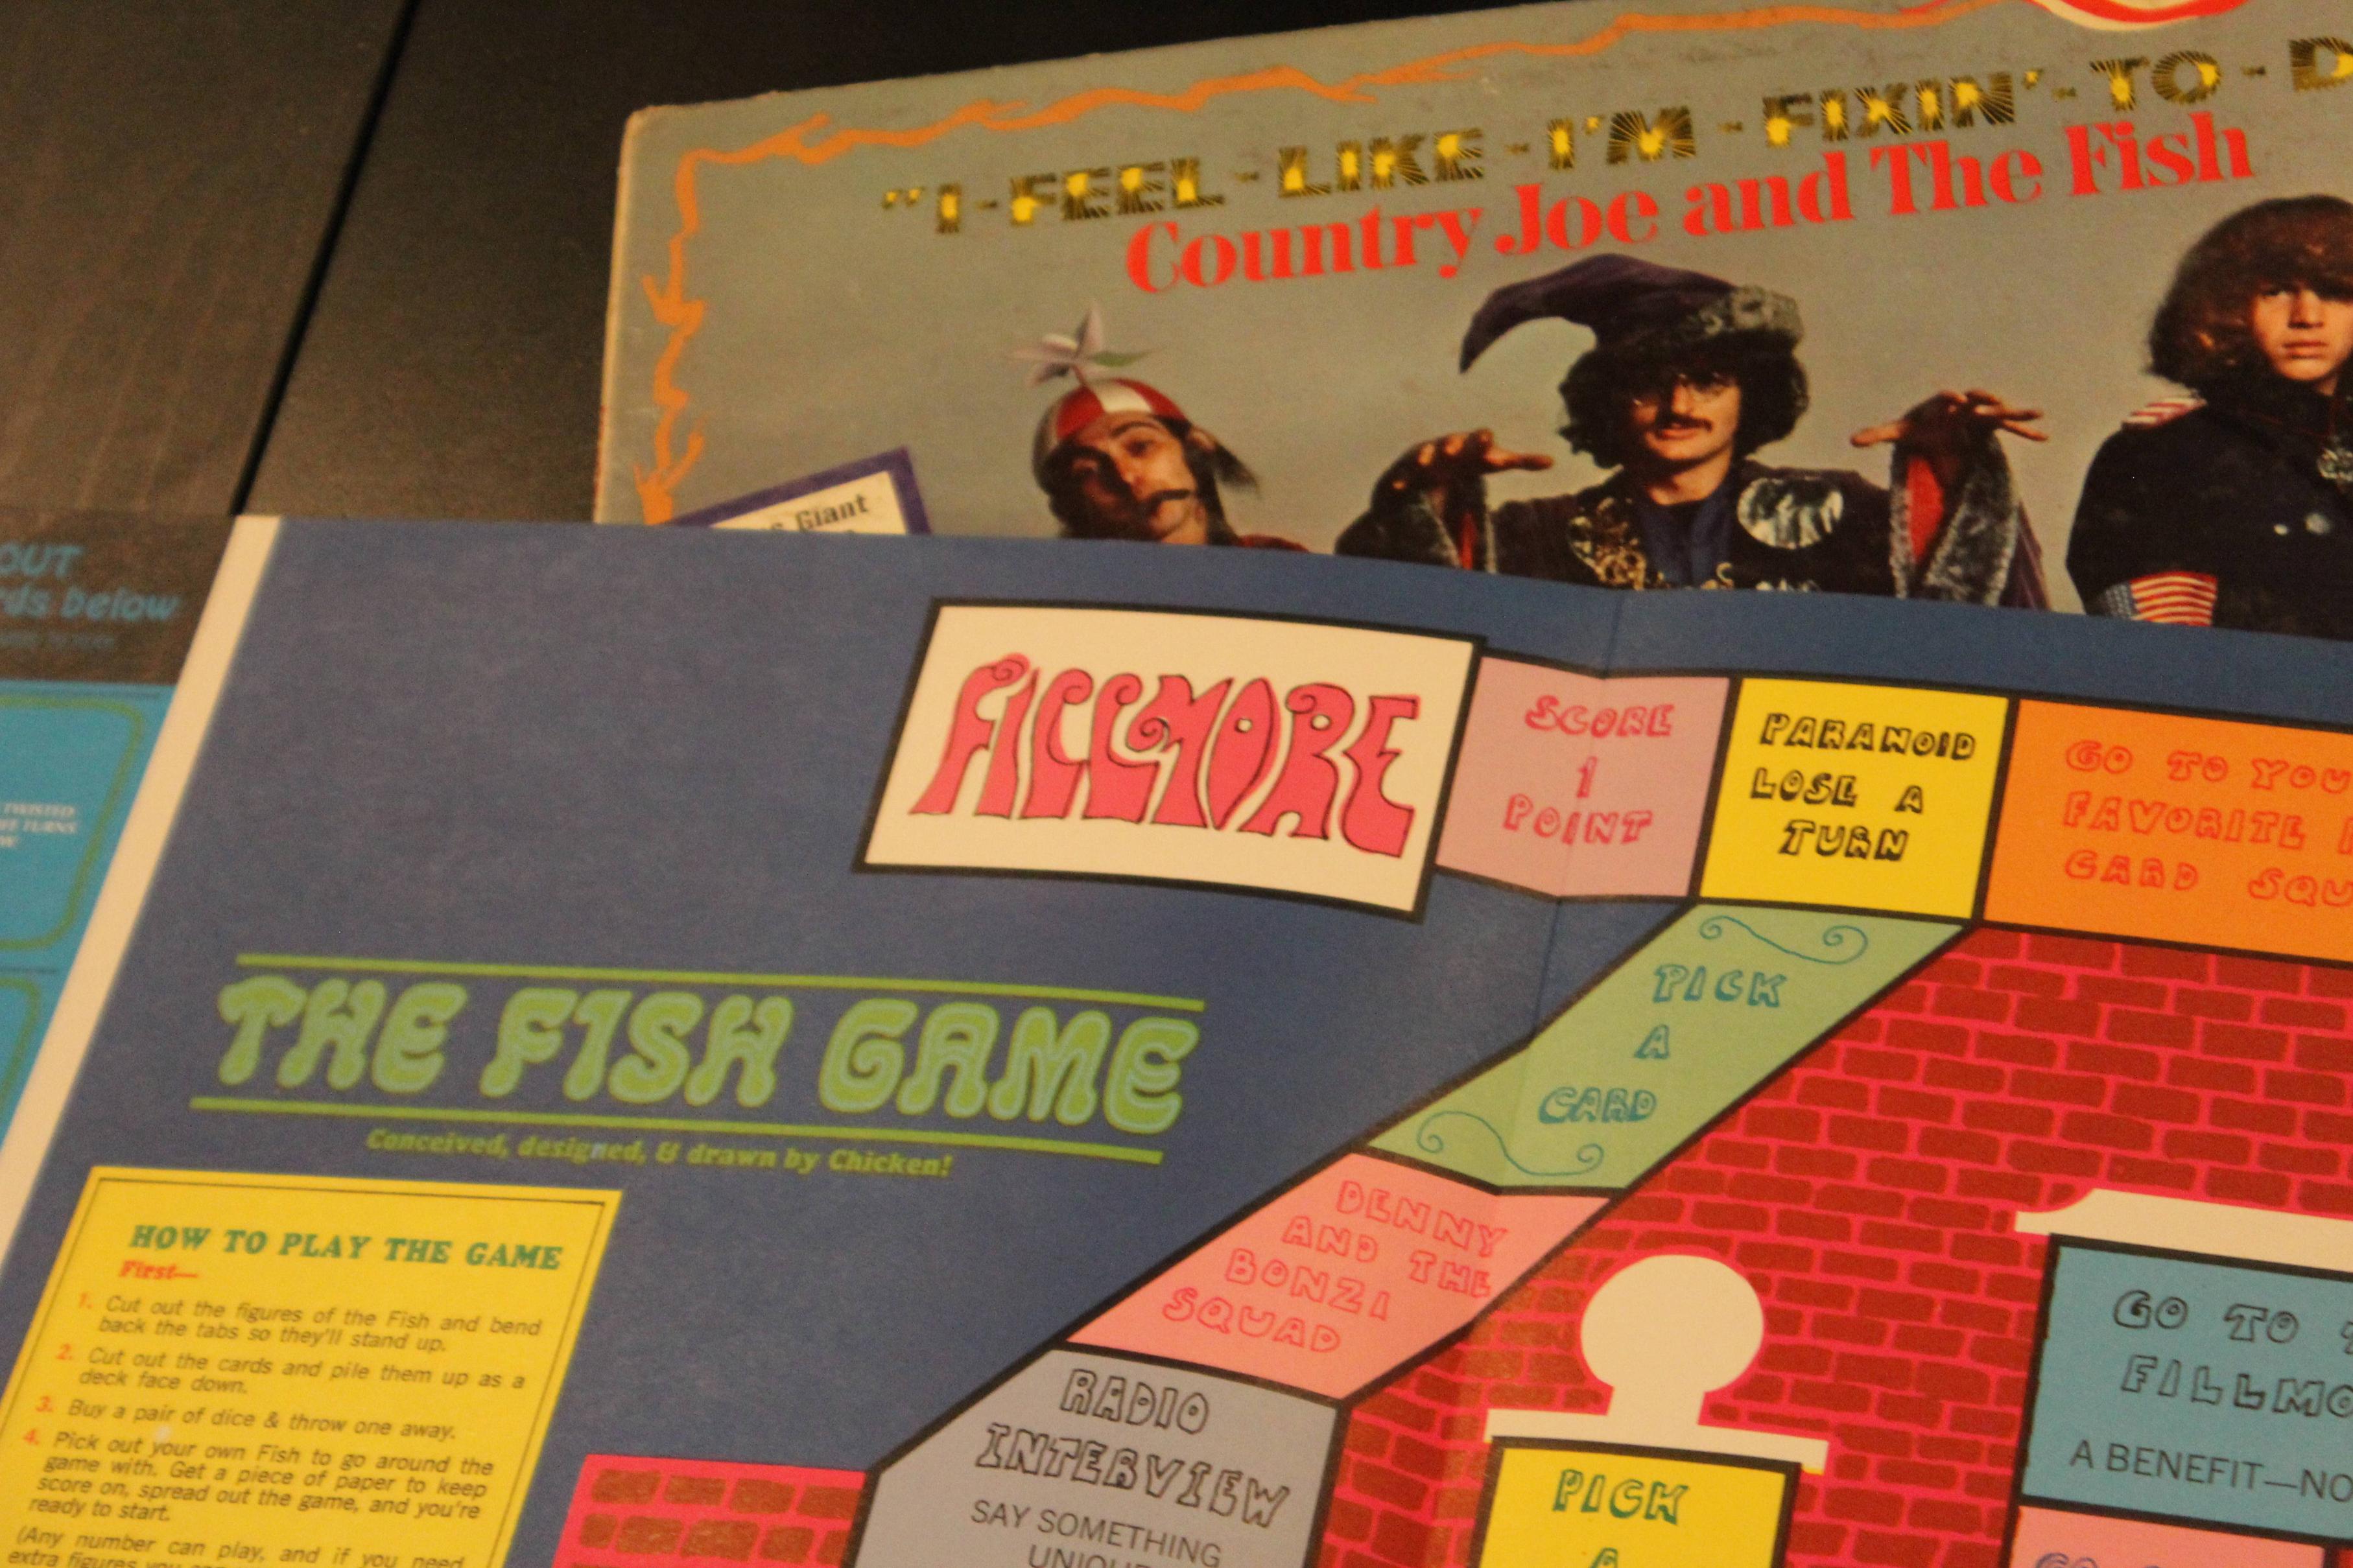 "I-FEEL-LIKE-I'M-FIXIN'-TO-D
Country Joe and The Fish
Giant
OUT
below
TWISTED
TURNS
FILLMORE
SCORE
1
POINT
PARANOID
LOSE A
TURN
GO TO YOU
FAVORITE
CARD SQU
PICK
A
CARD
THE FISH GAME
Conceived, designed, & drawn by Chicken!
DENNY
AND THE
BONZI
SQUAD
HOW TO PLAY THE GAME
First—
1. Cut out the figures of the Fish and bend
back the tabs so they'll stand up.
2. Cut out the cards and pile them up as a
deck face down.
3. Buy a pair of dice & throw one away.
4. Pick out your own Fish to go around the
game with. Get a piece of paper to keep
score on, spread out the game, and you're
ready to start.
(Any number can play, and if you need
extra figures you
RADIO
INTERVIEW
SAY SOMETHING
GO TO
FILLMO
A BENEFIT—NO
PICK
A